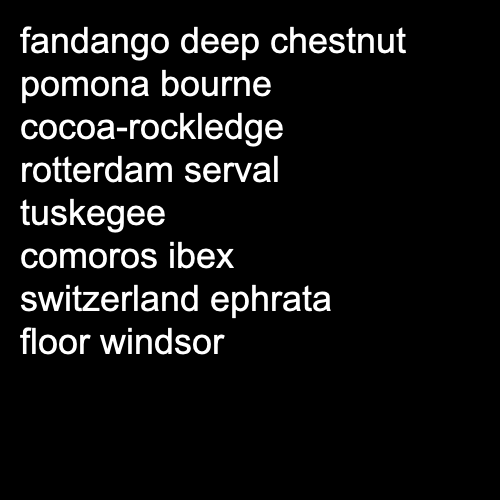 fandango deep chestnut
pomona bourne
cocoa-rockledge
rotterdam serval
tuskegee
comoros ibex
switzerland ephrata
floor windsor